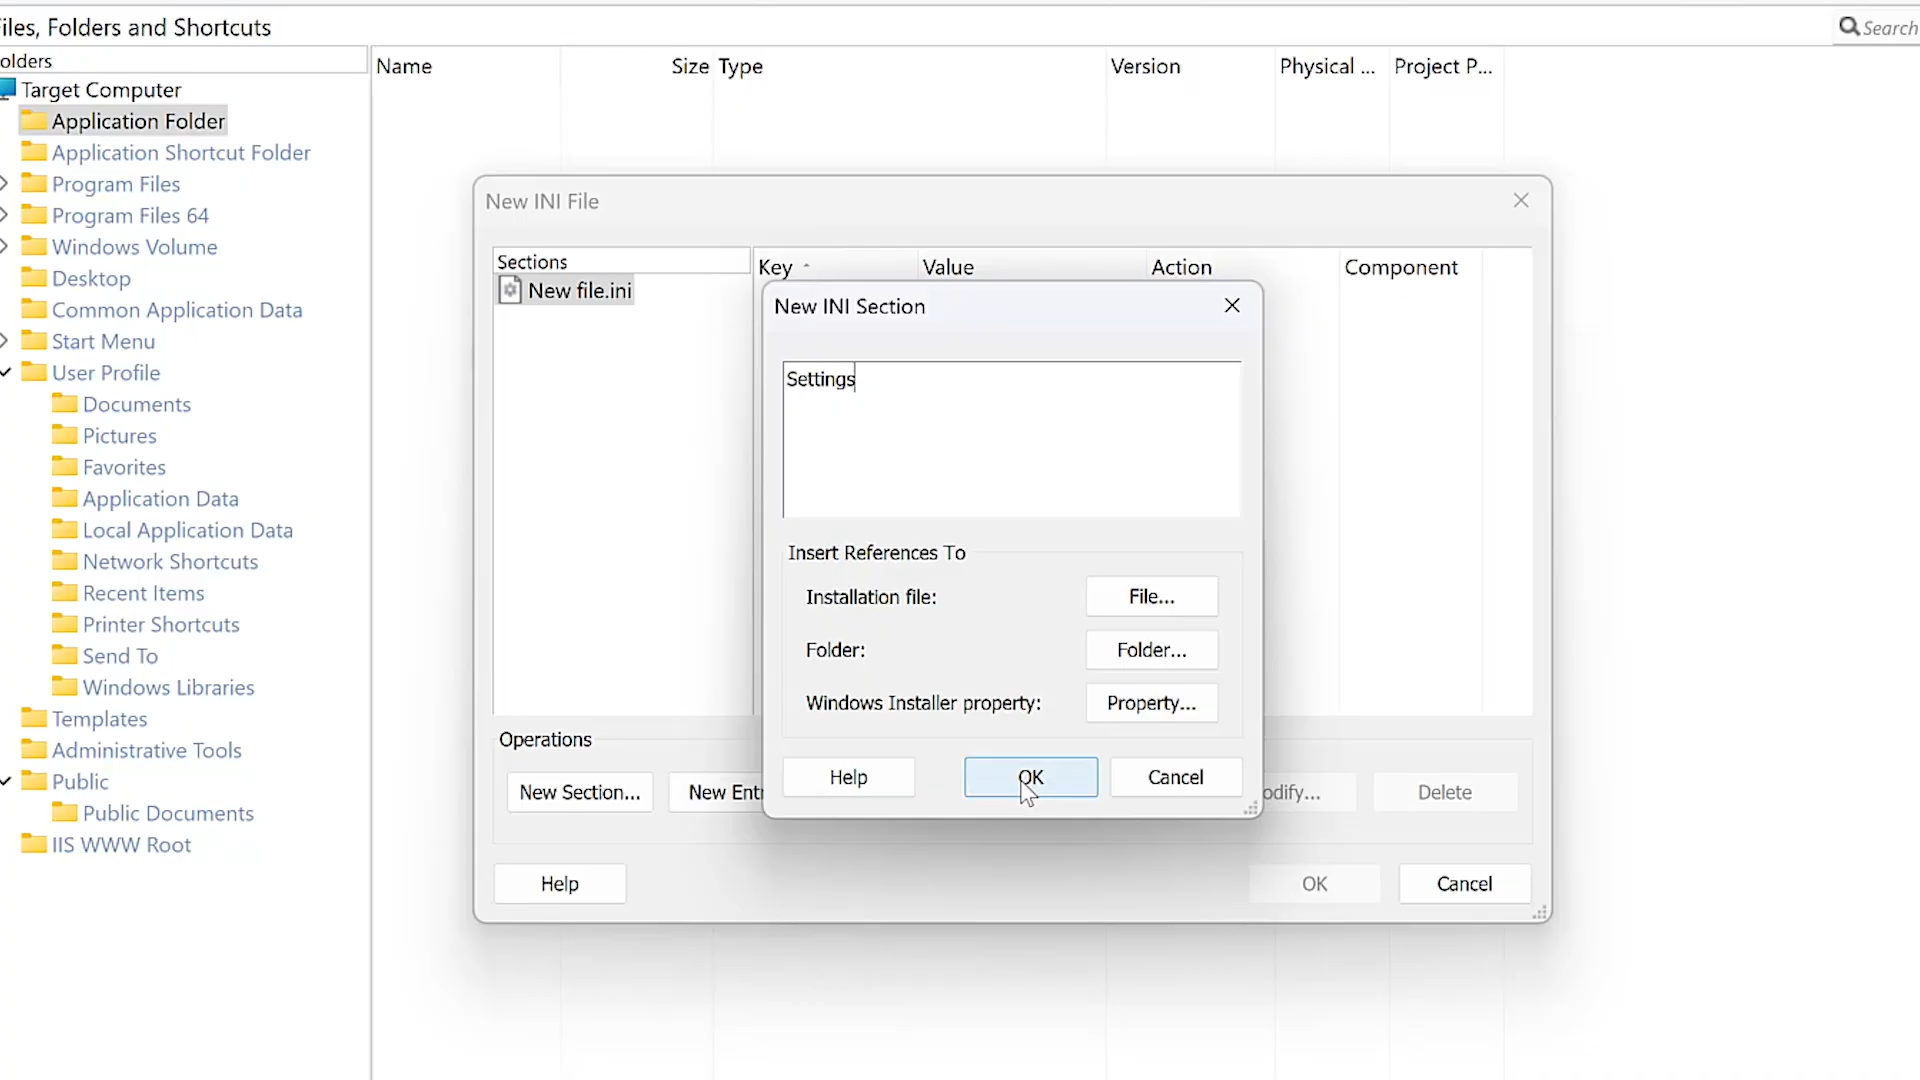 iles, Folders and Shortcuts
Search
olders
Name
Size
Type
Version
Physical ...
Project P...
Target Computer
Application Folder
Application Shortcut Folder
Program Files
Program Files 64
Windows Volume
Desktop
Common Application Data
Start Menu
User Profile
Documents
Pictures
Favorites
Application Data
Local Application Data
Network Shortcuts
Recent Items
Printer Shortcuts
Send To
Windows Libraries
Templates
Administrative Tools
Public
Public Documents
IIS WWW Root
New INI File
Sections
New file.ini
Key
Value
Action
Component
New INI Section
Settings
Insert References To
Installation file:
File...
Folder:
Folder...
Windows Installer property:
Property...
Help
OK
Cancel
Operations
New Section...
New Ent
odify...
Delete
Help
OK
Cancel